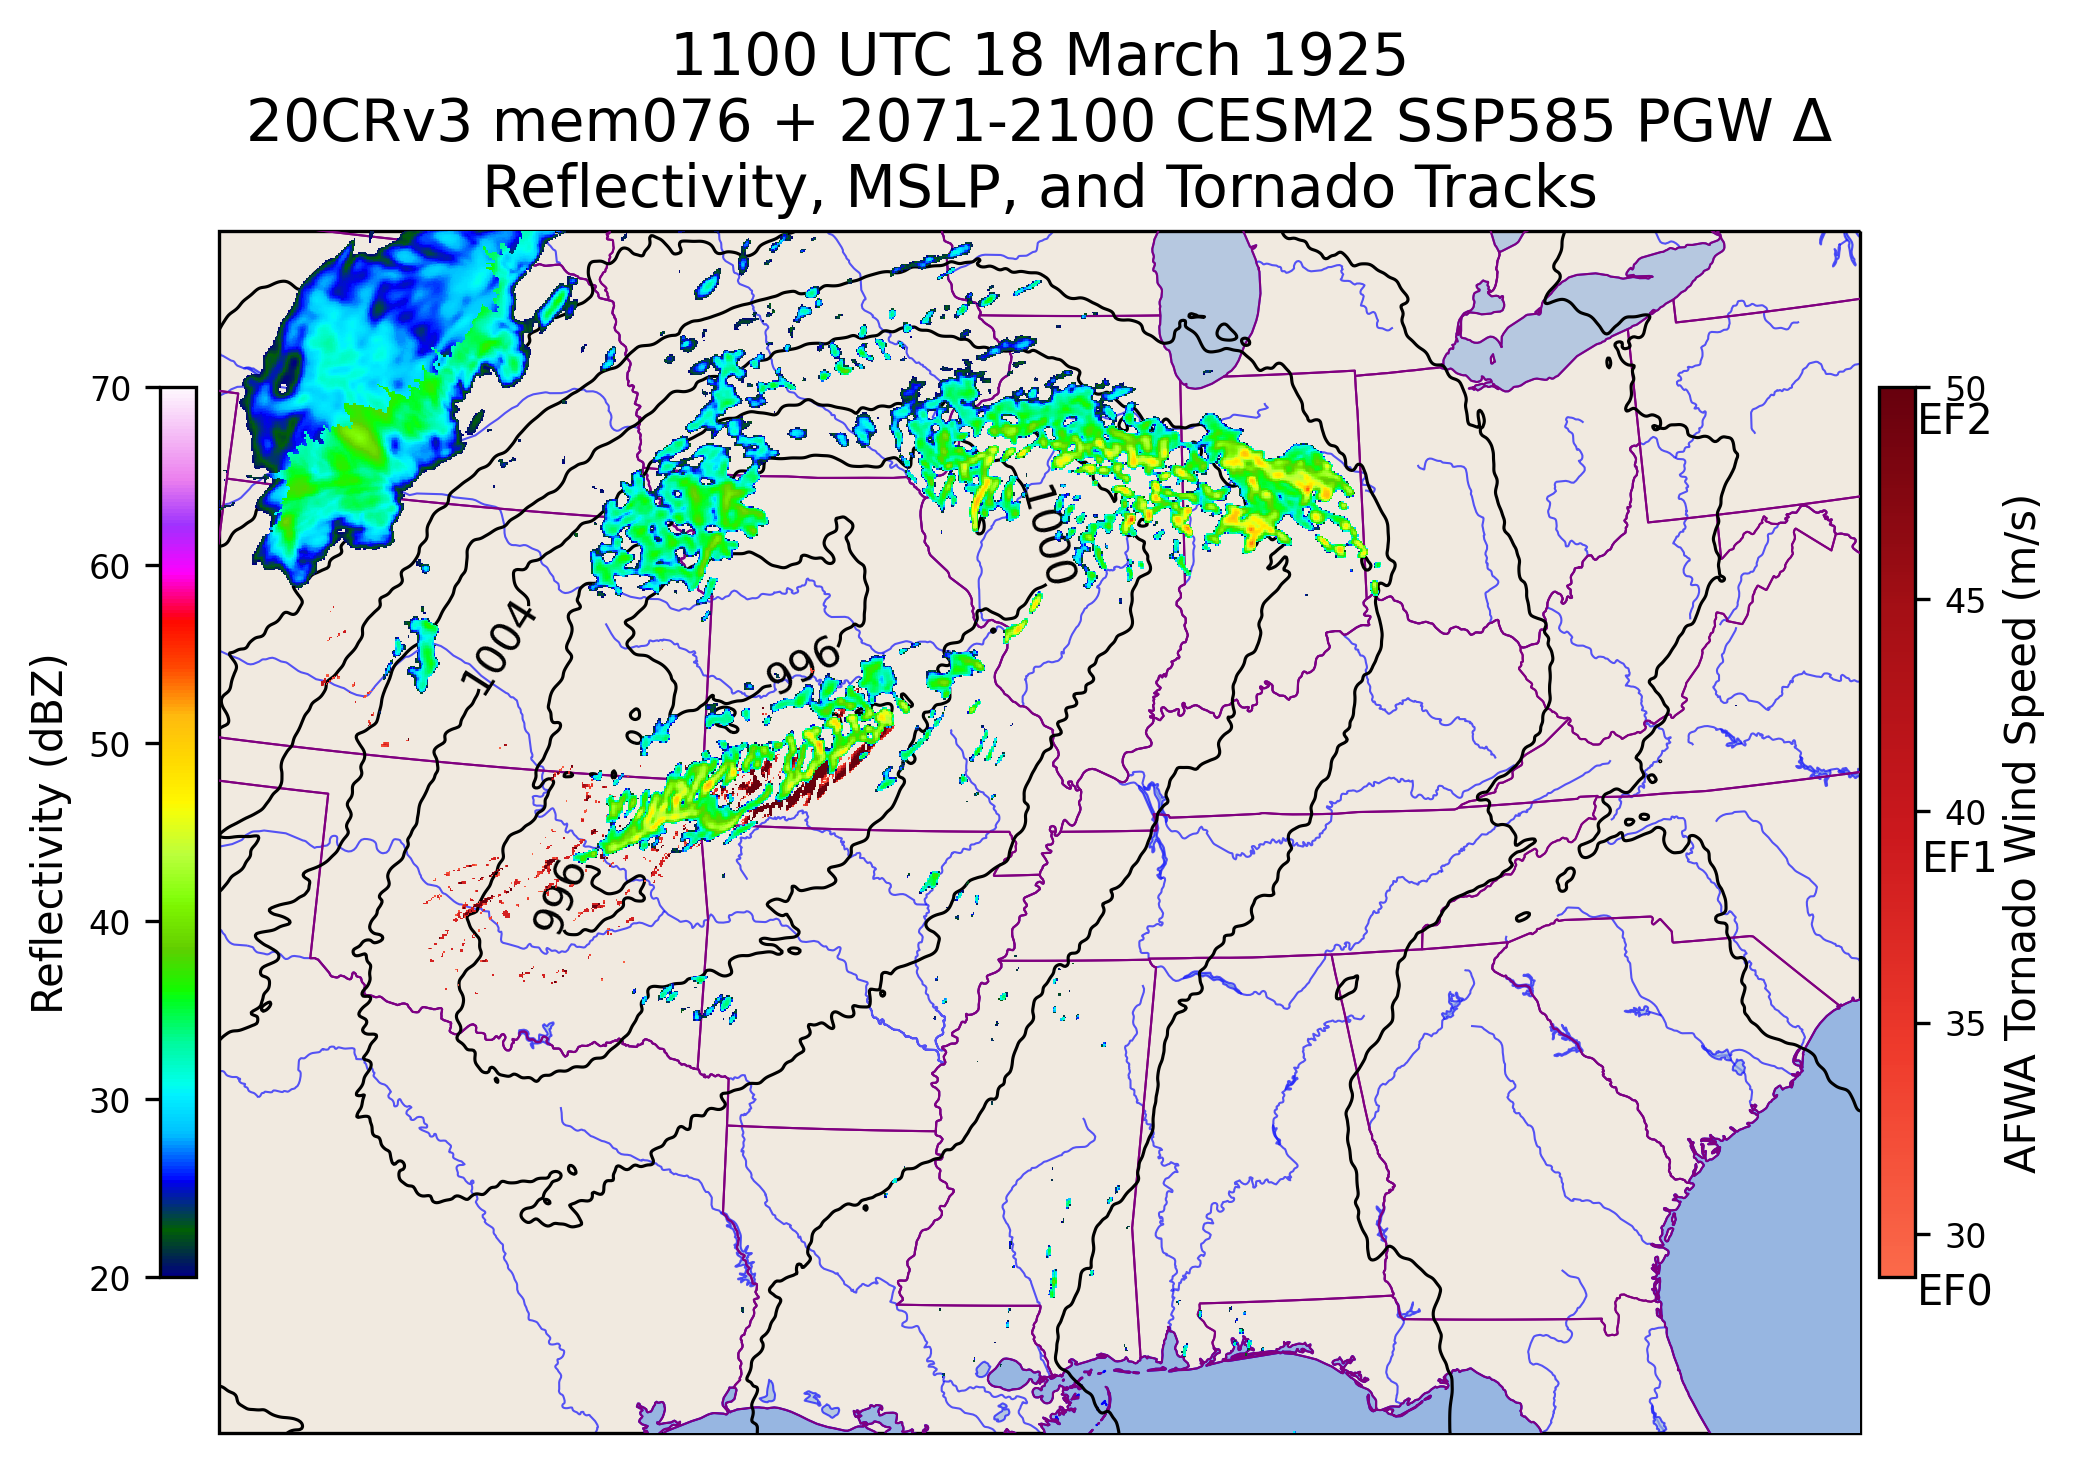 1100 UTC 18 March 1925
20CRv3 mem076 + 2071-2100 CESM2 SSP585 PGW Δ
Reflectivity, MSLP, and Tornado Tracks
70
60
50
40
30
20
Reflectivity (dBZ)
1000
1004
996
996
50
EF2
45
40
EF1
35
30
EF0
AFWA Tornado Wind Speed (m/s)